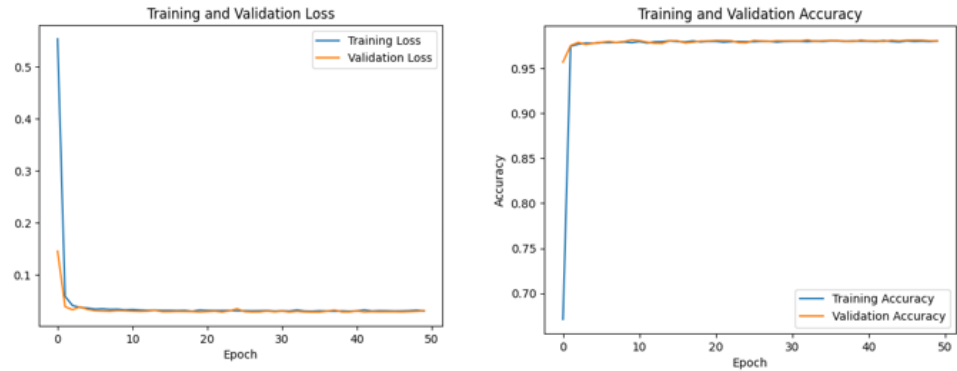 Training and Validation Loss
Training Loss
Validation Loss
0.5
0.4
0.3
0.2
0.1
0 10 20 30 40 50
Epoch
Training and Validation Accuracy
Accuracy
0.95
0.90
0.85
0.80
0.75
0.70
Training Accuracy
Validation Accuracy
0 10 20 30 40 50
Epoch